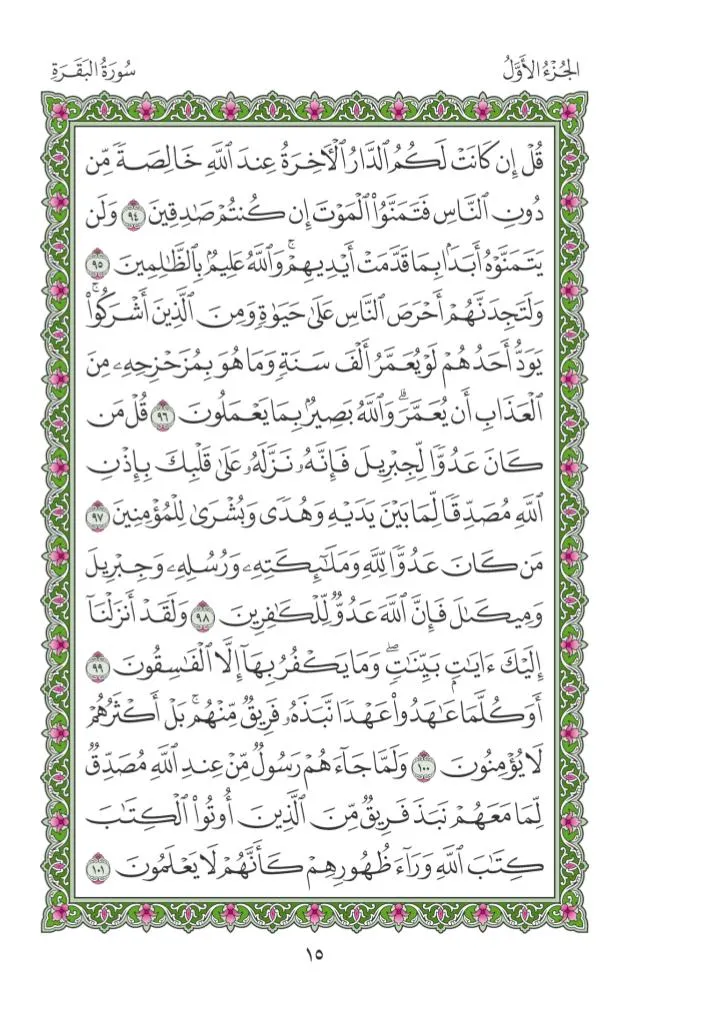 الجُزْءُ الأَوَّلُ
سُورَةُ البَقَرَةِ
قُلْ إِن كَانَتْ لَكُمُ ٱلدَّارُ ٱلْأَخِرَةُ عِندَ ٱللَّهِ خَالِصَةً مِّن
دُونِ ٱلنَّاسِ فَتَمَنَّوُا۟ ٱلْمَوْتَ إِن كُنتُمْ صَٰدِقِينَ ٩٤ وَلَن
يَتَمَنَّوْهُ أَبَدًۢا بِمَا قَدَّمَتْ أَيْدِيهِمْ ۚ وَٱللَّهُ عَلِيمٌۢ بِٱلظَّٰلِمِينَ ٩٥
وَلَتَجِدَنَّهُمْ أَحْرَصَ ٱلنَّاسِ عَلَىٰ حَيَوٰةٍ وَمِنَ ٱلَّذِينَ أَشْرَكُوا۟ ۚ
يَوَدُّ أَحَدُهُمْ لَوْ يُعَمَّرُ أَلْفَ سَنَةٍ وَمَا هُوَ بِمُزَحْزِحِهِۦ مِنَ
ٱلْعَذَابِ أَن يُعَمَّرَ ۗ وَٱللَّهُ بَصِيرٌۢ بِمَا يَعْمَلُونَ ٩٦ قُلْ مَن
كَانَ عَدُوًّا لِّجِبْرِيلَ فَإِنَّهُۥ نَزَّلَهُۥ عَلَىٰ قَلْبِكَ بِإِذْنِ
ٱللَّهِ مُصَدِّقًا لِّمَا بَيْنَ يَدَيْهِ وَهُدًى وَبُشْرَىٰ لِلْمُؤْمِنِينَ ٩٧
مَن كَانَ عَدُوًّا لِّلَّهِ وَمَلَٰٓئِكَتِهِۦ وَرُسُلِهِۦ وَجِبْرِيلَ
وَمِيكَىٰلَ فَإِنَّ ٱللَّهَ عَدُوٌّ لِّلْكَٰفِرِينَ ٩٨ وَلَقَدْ أَنزَلْنَآ
إِلَيْكَ ءَايَٰتٍۭ بَيِّنَٰتٍ ۖ وَمَا يَكْفُرُ بِهَآ إِلَّا ٱلْفَٰسِقُونَ ٩٩
أَوَكُلَّمَا عَٰهَدُوا۟ عَهْدًا نَّبَذَهُۥ فَرِيقٌ مِّنْهُم ۚ بَلْ أَكْثَرُهُمْ
لَا يُؤْمِنُونَ ١٠٠ وَلَمَّا جَآءَهُمْ رَسُولٌ مِّنْ عِندِ ٱللَّهِ مُصَدِّقٌ
لِّمَا مَعَهُمْ نَبَذَ فَرِيقٌ مِّنَ ٱلَّذِينَ أُوتُوا۟ ٱلْكِتَٰبَ
كِتَٰبَ ٱللَّهِ وَرَآءَ ظُهُورِهِمْ كَأَنَّهُمْ لَا يَعْلَمُونَ ١٠١
١٥